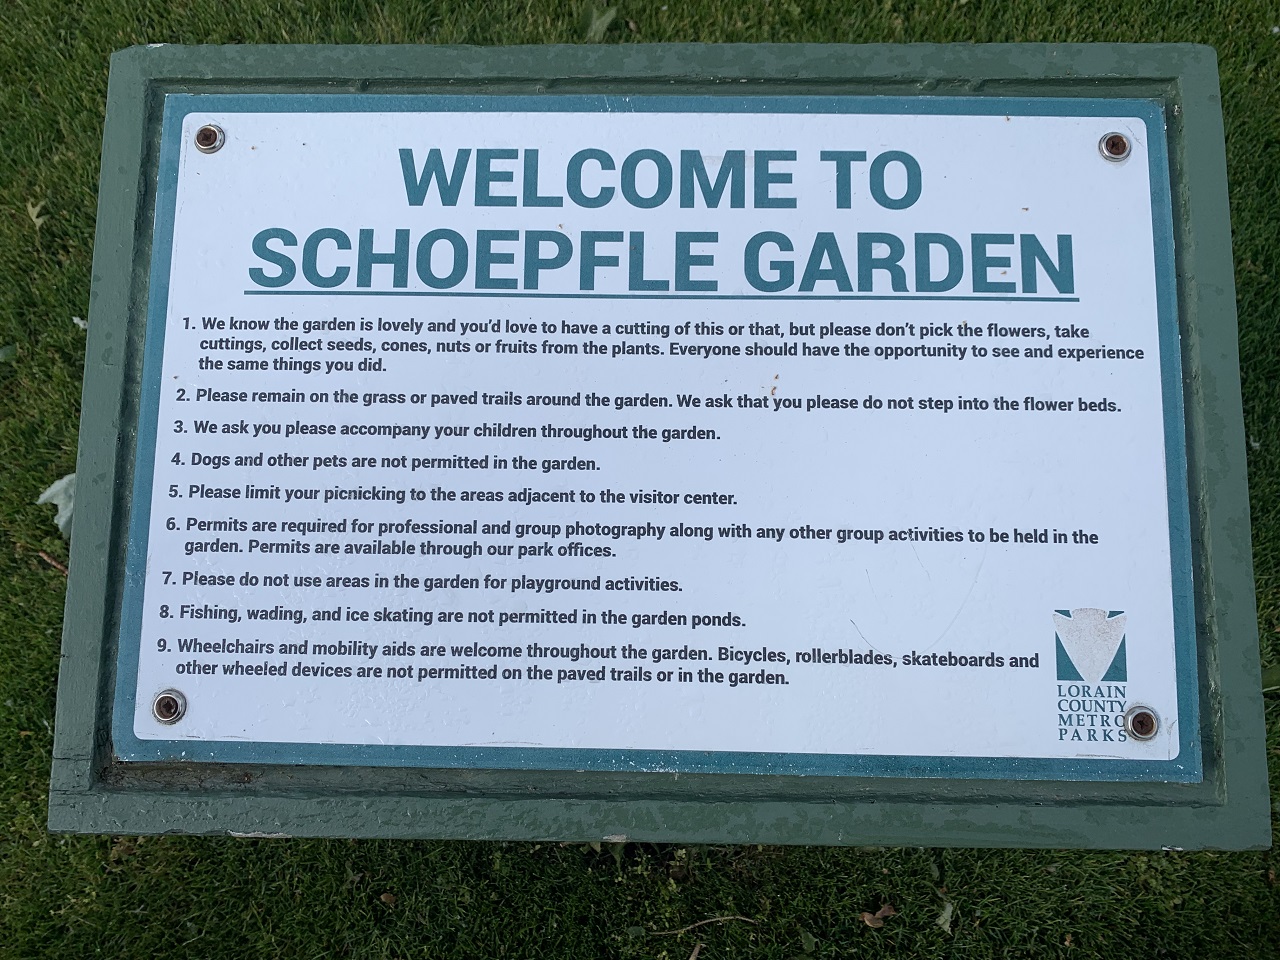 WELCOME TO
SCHOEPFLE GARDEN
1. We know the garden is lovely and you'd love to have a cutting of this or that, but please don't pick the flowers, take
cuttings, collect seeds, cones, nuts or fruits from the plants. Everyone should have the opportunity to see and experience
the same things you did.
2. Please remain on the grass or paved trails around the garden. We ask that you please do not step into the flower beds.
3. We ask you please accompany your children throughout the garden.
4. Dogs and other pets are not permitted in the garden.
5. Please limit your picnicking to the areas adjacent to the visitor center.
6. Permits are required for professional and group photography along with any other group activities to be held in the
garden. Permits are available through our park offices.
7. Please do not use areas in the garden for playground activities.
8. Fishing, wading, and ice skating are not permitted in the garden ponds.
9. Wheelchairs and mobility aids are welcome throughout the garden. Bicycles, rollerblades, skateboards and
other wheeled devices are not permitted on the paved trails or in the garden.
LORAIN
COUNTY
METRO
PARKS